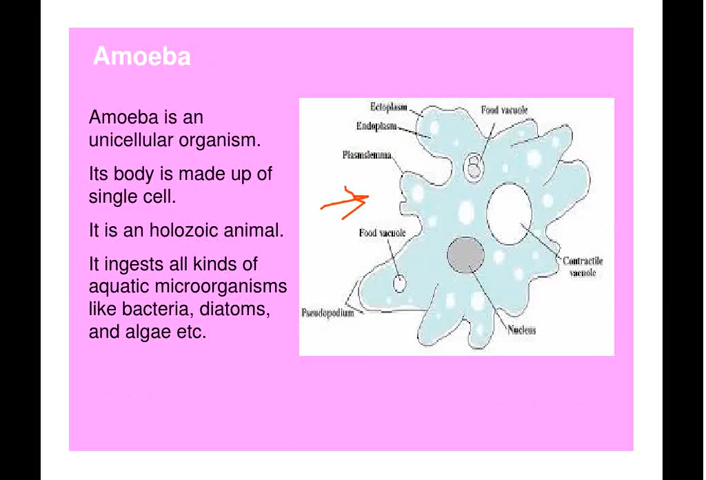 Amoeba
Amoeba is an
unicellular organism.
Its body is made up of
single cell.
It is an holozoic animal.
It ingests all kinds of
aquatic microorganisms
like bacteria, diatoms,
and algae etc.
Ectoplasm
Food vacuole
Endoplasm
Plasmslemma
Food vacuole
Contractile
vacuole
Pseudopodium
Nucleus